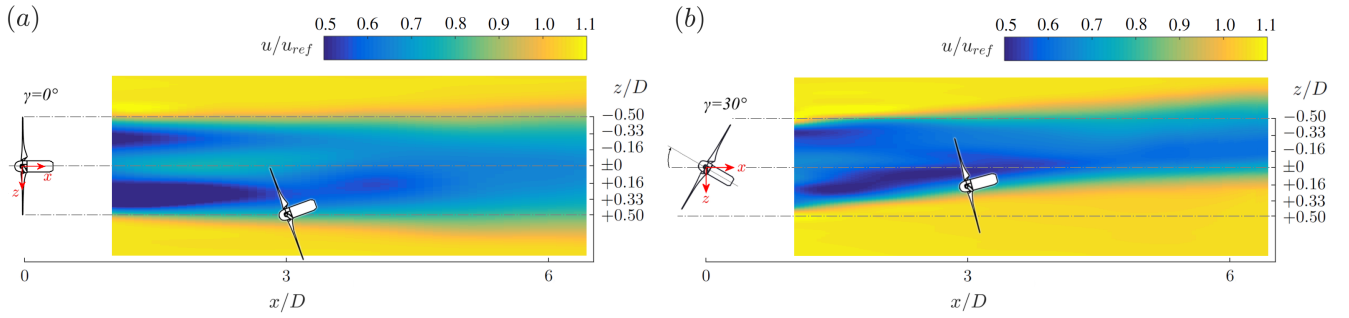 (a)
0.5 0.6 0.7 0.8 0.9 1.0 1.1
u/u_ref
z/D
γ=0°
−0.50
−0.33
−0.16
±0
+0.16
+0.33
+0.50
x
z
0 3 6
x/D
(b)
0.5 0.6 0.7 0.8 0.9 1.0 1.1
u/u_ref
z/D
γ=30°
−0.50
−0.33
−0.16
±0
+0.16
+0.33
+0.50
x
z
0 3 6
x/D